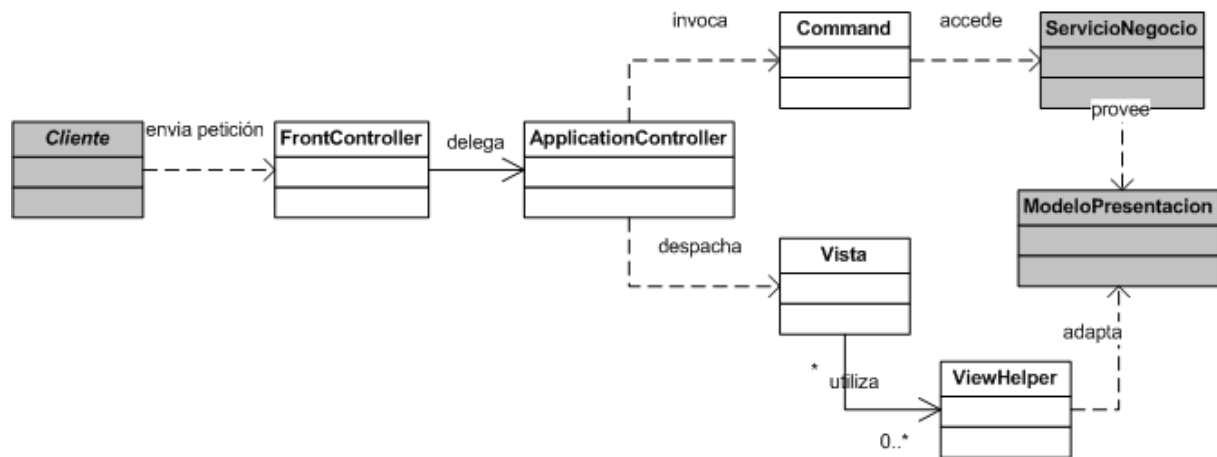 invoca
Command
accede
ServicioNegocio
provee
Cliente
envia petición
FrontController
delega
ApplicationController
ModeloPresentacion
despacha
Vista
adapta
*
utiliza
ViewHelper
0..*